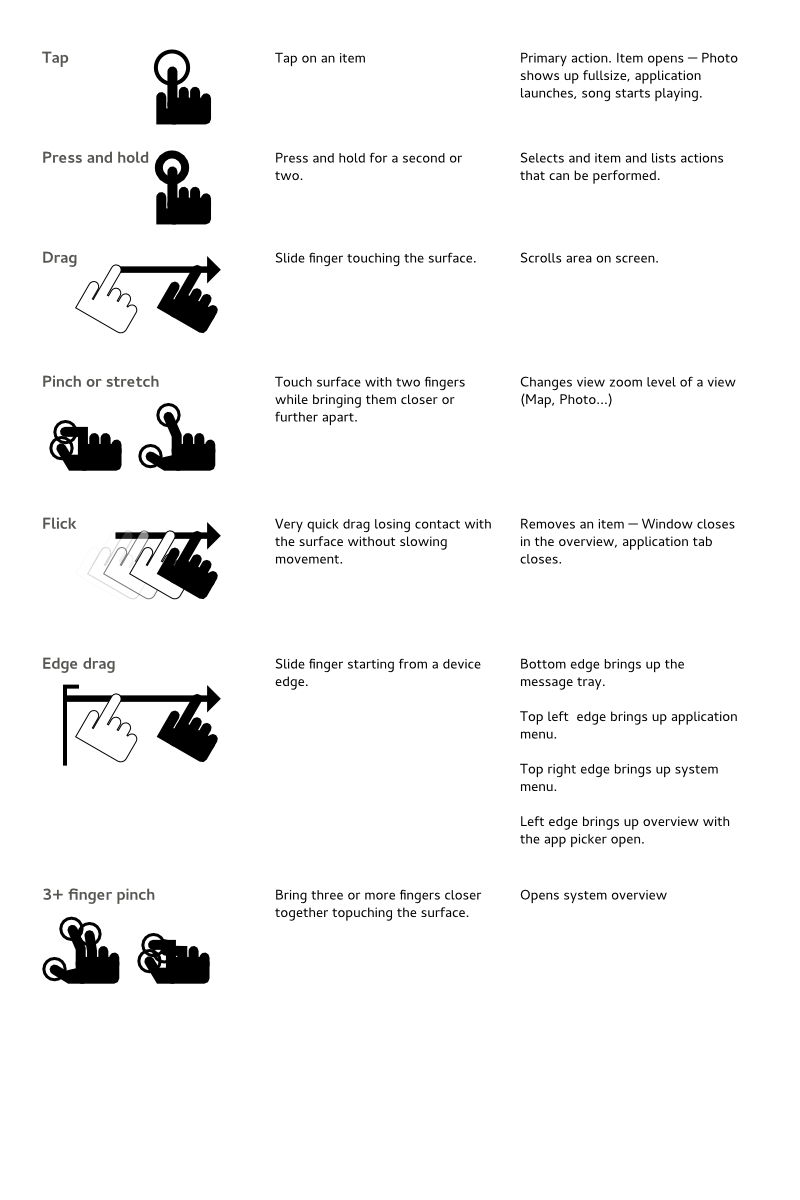 Tap
Tap on an item
Primary action. Item opens — Photo
shows up fullsize, application
launches, song starts playing.
Press and hold
Press and hold for a second or
two.
Selects and item and lists actions
that can be performed.
Drag
Slide finger touching the surface.
Scrolls area on screen.
Pinch or stretch
Touch surface with two fingers
while bringing them closer or
further apart.
Changes view zoom level of a view
(Map, Photo...)
Flick
Very quick drag losing contact with
the surface without slowing
movement.
Removes an item — Window closes
in the overview, application tab
closes.
Edge drag
Slide finger starting from a device
edge.
Bottom edge brings up the
message tray.
Top left  edge brings up application
menu.
Top right edge brings up system
menu.
Left edge brings up overview with
the app picker open.
3+ finger pinch
Bring three or more fingers closer
together topuching the surface.
Opens system overview